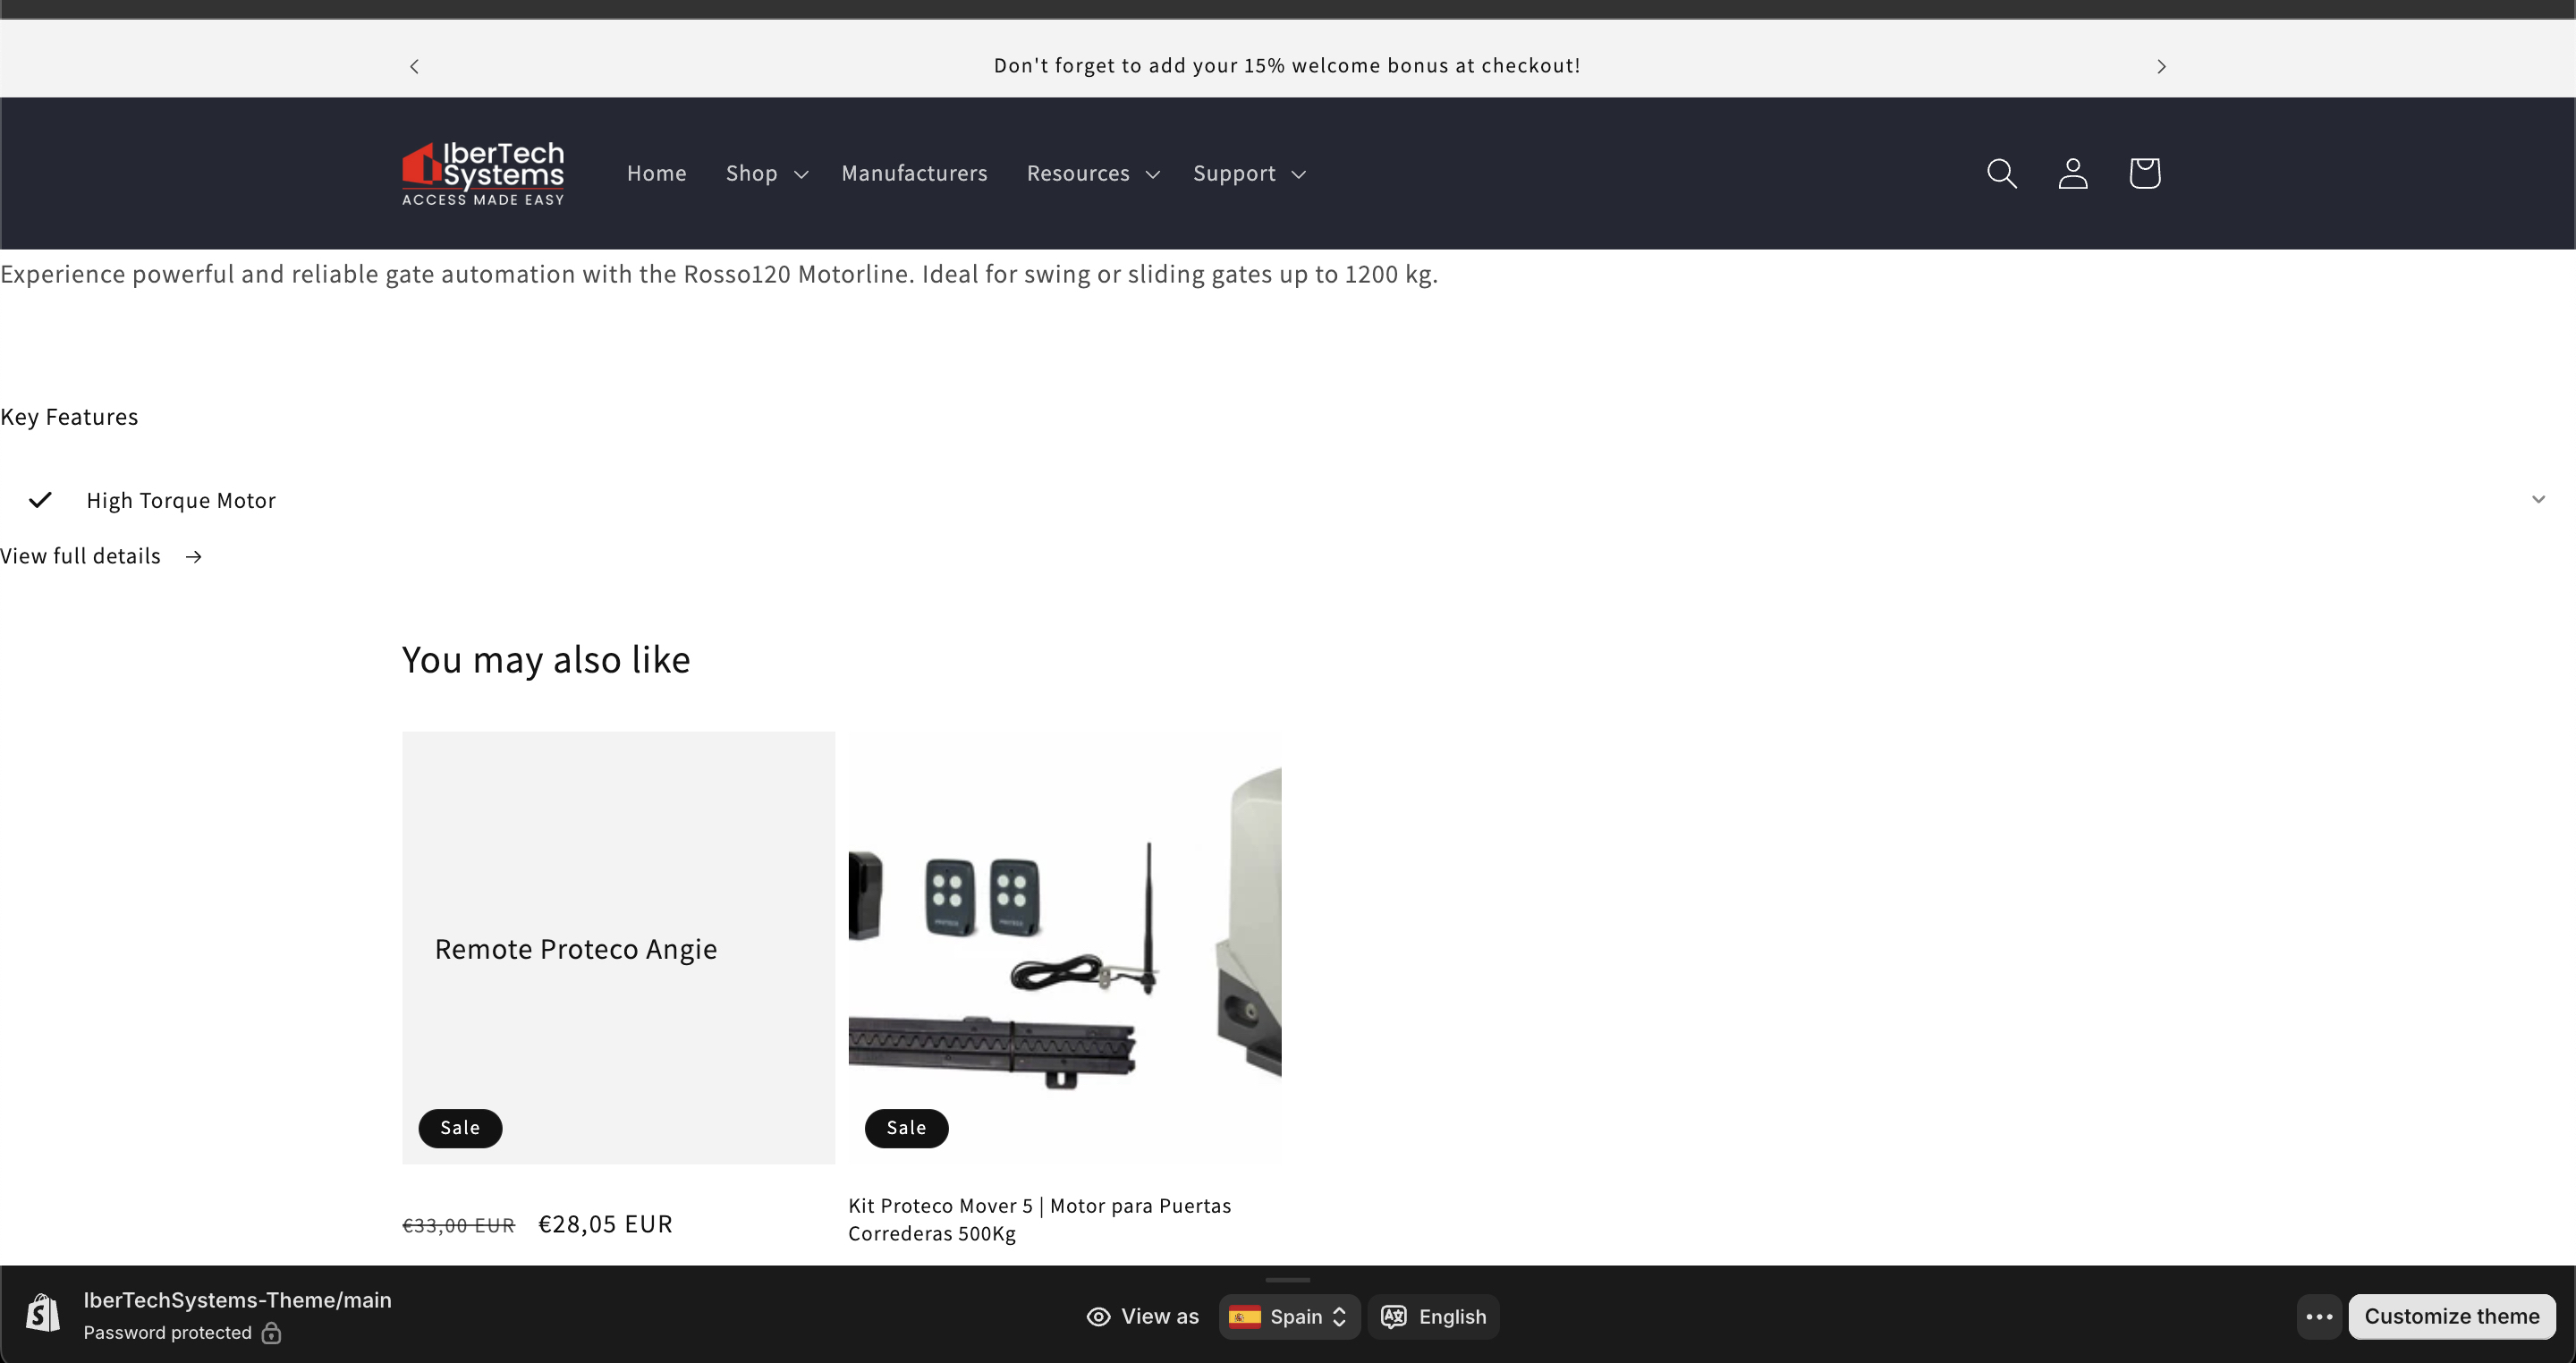 Don't forget to add your 15% welcome bonus at checkout!
IberTech
Systems
ACCESS MADE EASY
Home
Shop
Manufacturers
Resources
Support
Experience powerful and reliable gate automation with the Rosso120 Motorline. Ideal for swing or sliding gates up to 1200 kg.
Key Features
High Torque Motor
View full details
You may also like
Remote Proteco Angie
Sale
Sale
€33,00 EUR €28,05 EUR
Kit Proteco Mover 5 | Motor para Puertas
Correderas 500Kg
IberTechSystems-Theme/main
Password protected
View as
Spain
English
Customize theme